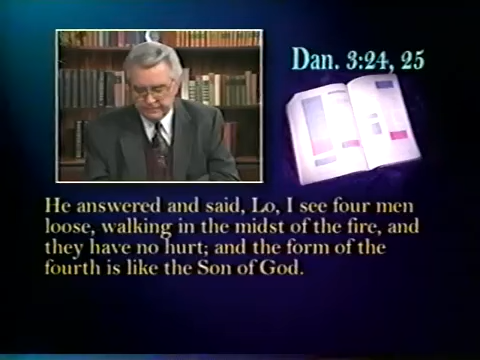 Dan. 3:24, 25
He answered and said, Lo, I see four men
loose, walking in the midst of the fire, and
they have no hurt; and the form of the
fourth is like the Son of God.